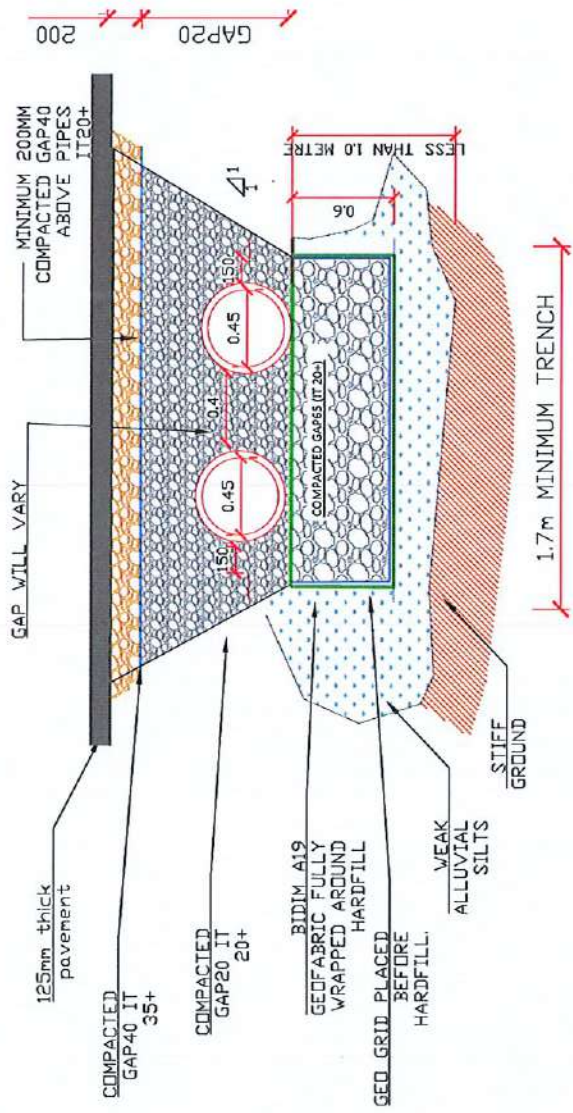 125mm thick
pavement
GAP WILL VARY
MINIMUM 200MM
COMPACTED GAP40
ABOVE PIPES
IT20+
200
GAP20
COMPACTED
GAP40 IT
35+
COMPACTED
GAP20 IT
20+
BIDIM A19
GEOFABRIC FULLY
WRAPPED AROUND
HARDFILL
GEO GRID PLACED
BEFORE
HARDFILL.
WEAK
ALLUVIAL
SILTS
STIFF
GROUND
150
0.45
0.4
0.45
150
1
1
COMPACTED GAP65 (IT 20+)
0.6
LESS THAN 1.0 METRE
1.7m MINIMUM TRENCH